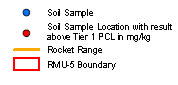 Soil Sample
Soil Sample Location with result
above Tier 1 PCL in mg/kg
Rocket Range
RMU-5 Boundary